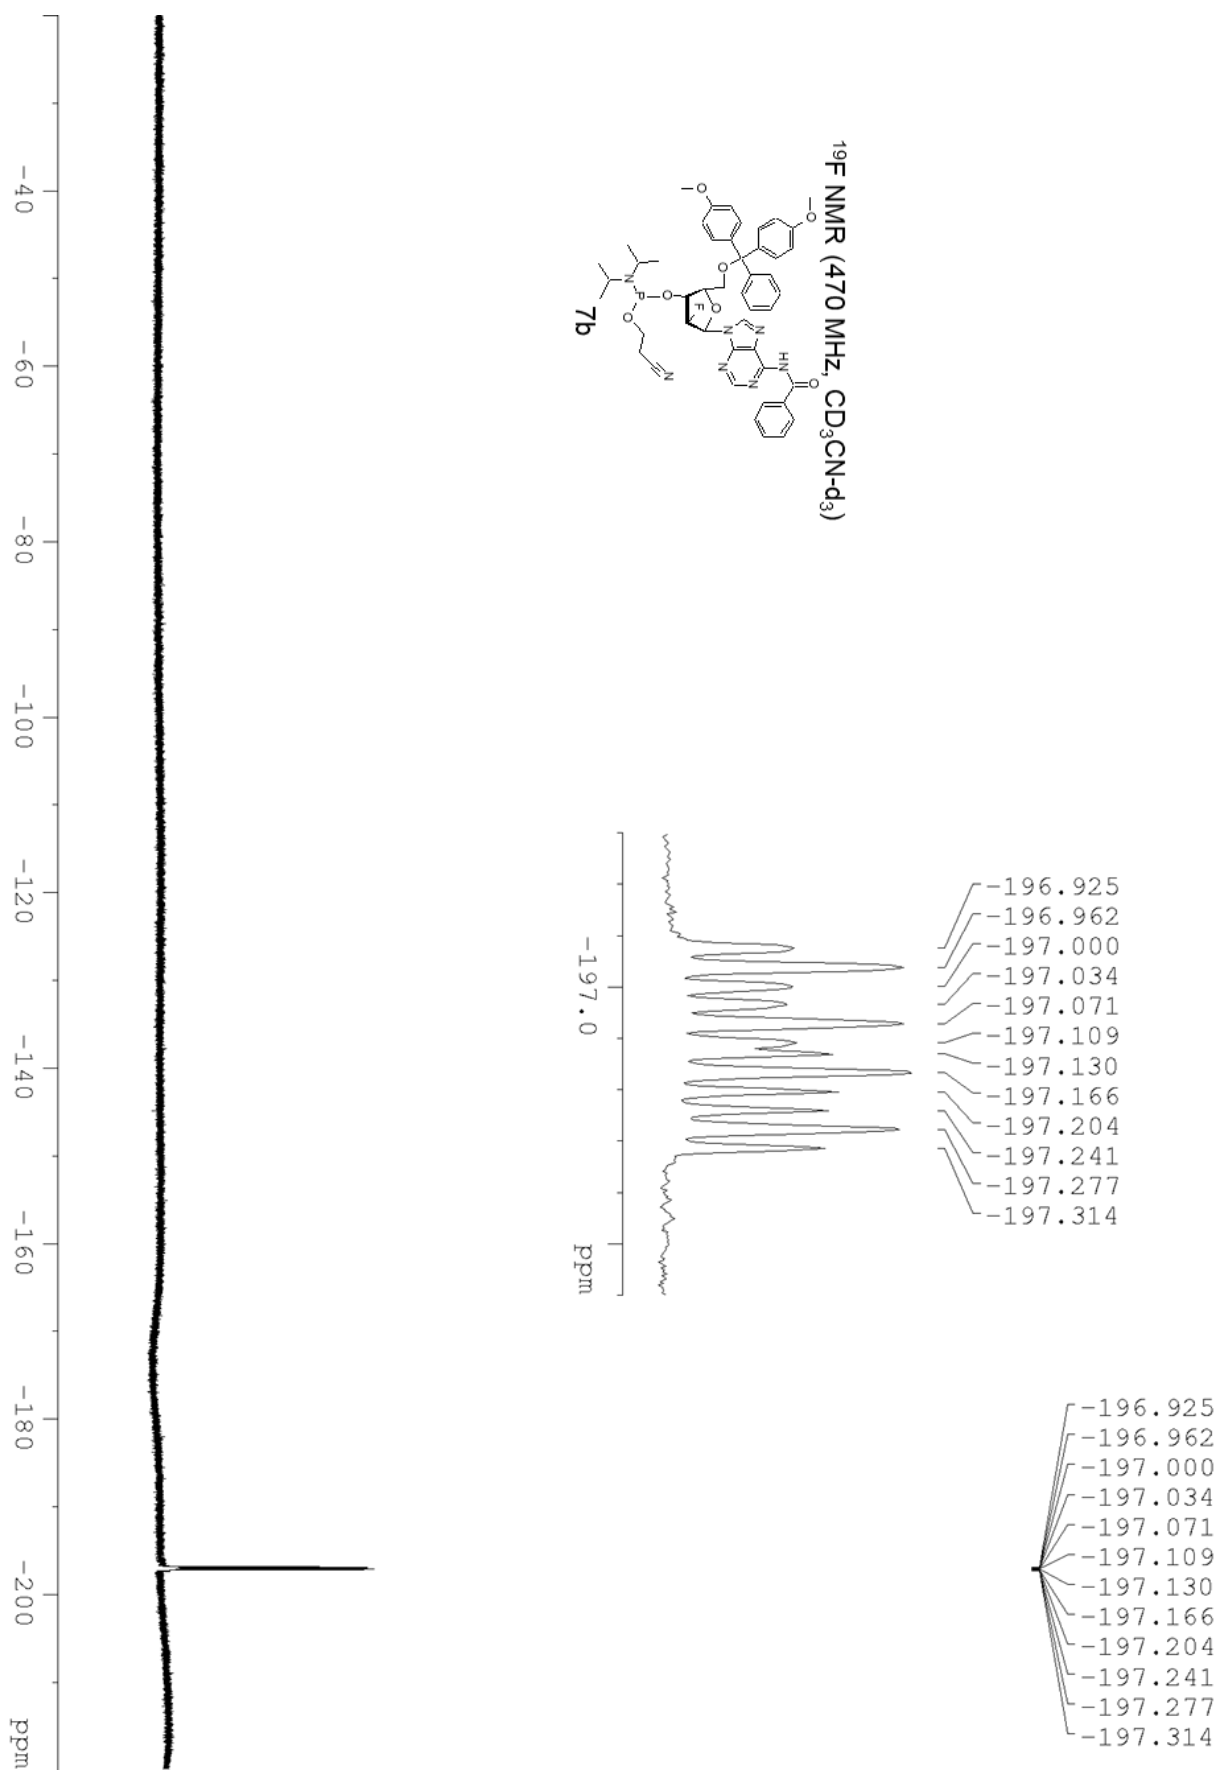 ¹⁹F NMR (470 MHz, CD₃CN-d₃)
O
O
O
O
F
O
P
N
O
N
N
N
N
N
HN
O
N
7b
-196.925
-196.962
-197.000
-197.034
-197.071
-197.109
-197.130
-197.166
-197.204
-197.241
-197.277
-197.314
-197.0
ppm
-196.925
-196.962
-197.000
-197.034
-197.071
-197.109
-197.130
-197.166
-197.204
-197.241
-197.277
-197.314
-40
-60
-80
-100
-120
-140
-160
-180
-200
ppm